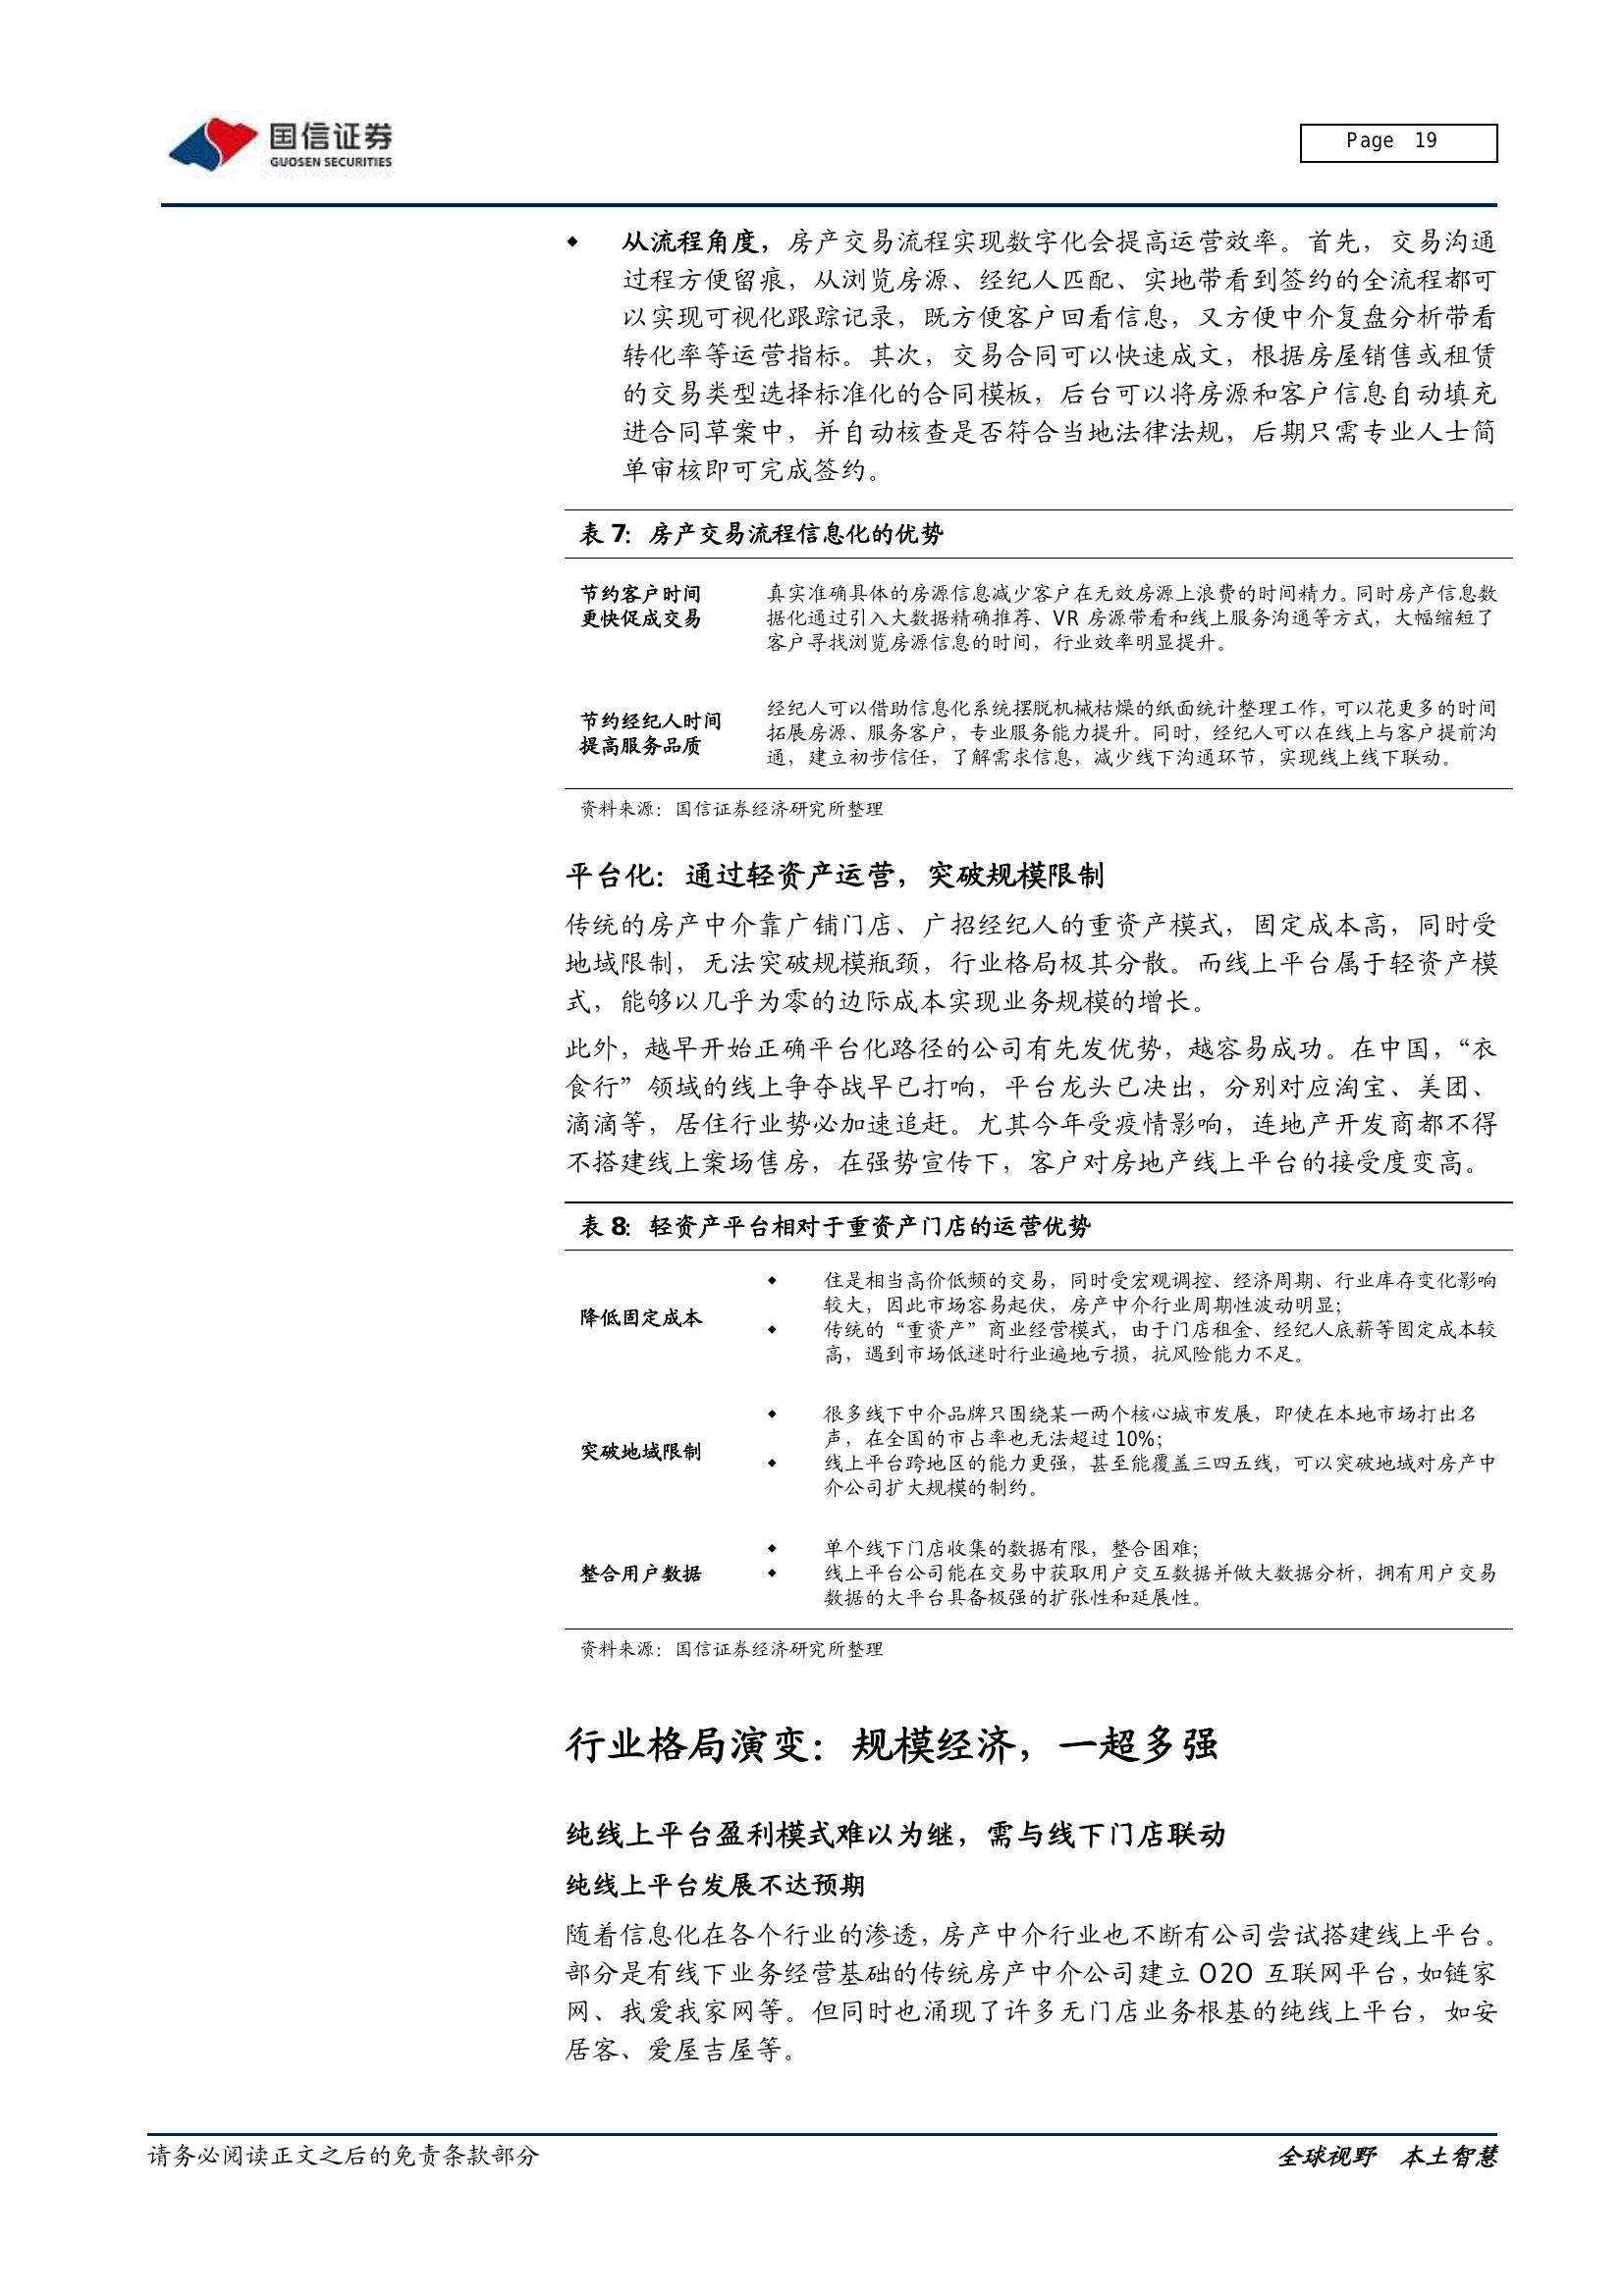 国信证券
GUOSEN SECURITIES
Page 19
◆ 从流程角度，房产交易流程实现数字化会提高运营效率。首先，交易沟通
过程方便留痕，从浏览房源、经纪人匹配、实地带看到签约的全流程都可
以实现可视化跟踪记录，既方便客户回看信息，又方便中介复盘分析带看
转化率等运营指标。其次，交易合同可以快速成文，根据房屋销售或租赁
的交易类型选择标准化的合同模板，后台可以将房源和客户信息自动填充
进合同草案中，并自动核查是否符合当地法律法规，后期只需专业人士简
单审核即可完成签约。
表 7：房产交易流程信息化的优势
节约客户时间
更快促成交易
真实准确具体的房源信息减少客户在无效房源上浪费的时间精力。同时房产信息数
据化通过引入大数据精确推荐、VR 房源带看和线上服务沟通等方式，大幅缩短了
客户寻找浏览房源信息的时间，行业效率明显提升。
节约经纪人时间
提高服务品质
经纪人可以借助信息化系统摆脱机械枯燥的纸面统计整理工作，可以花更多的时间
拓展房源、服务客户，专业服务能力提升。同时，经纪人可以在线上与客户提前沟
通，建立初步信任，了解需求信息，减少线下沟通环节，实现线上线下联动。
资料来源：国信证券经济研究所整理
平台化：通过轻资产运营，突破规模限制
传统的房产中介靠广铺门店、广招经纪人的重资产模式，固定成本高，同时受
地域限制，无法突破规模瓶颈，行业格局极其分散。而线上平台属于轻资产模
式，能够以几乎为零的边际成本实现业务规模的增长。
此外，越早开始正确平台化路径的公司有先发优势，越容易成功。在中国，“衣
食行”领域的线上争夺战早已打响，平台龙头已决出，分别对应淘宝、美团、
滴滴等，居住行业势必加速追赶。尤其今年受疫情影响，连地产开发商都不得
不搭建线上案场售房，在强势宣传下，客户对房地产线上平台的接受度变高。
表 8：轻资产平台相对于重资产门店的运营优势
降低固定成本
◆ 住是相当高价低频的交易，同时受宏观调控、经济周期、行业库存变化影响
较大，因此市场容易起伏，房产中介行业周期性波动明显；
◆ 传统的“重资产”商业经营模式，由于门店租金、经纪人底薪等固定成本较
高，遇到市场低迷时行业遍地亏损，抗风险能力不足。
突破地域限制
◆ 很多线下中介品牌只围绕某一两个核心城市发展，即使在本地市场打出名
声，在全国的市占率也无法超过 10%；
◆ 线上平台跨地区的能力更强，甚至能覆盖三四五线，可以突破地域对房产中
介公司扩大规模的制约。
整合用户数据
◆ 单个线下门店收集的数据有限，整合困难；
◆ 线上平台公司能在交易中获取用户交互数据并做大数据分析，拥有用户交易
数据的大平台具备极强的扩张性和延展性。
资料来源：国信证券经济研究所整理
行业格局演变：规模经济，一超多强
纯线上平台盈利模式难以为继，需与线下门店联动
纯线上平台发展不达预期
随着信息化在各个行业的渗透，房产中介行业也不断有公司尝试搭建线上平台。
部分是有线下业务经营基础的传统房产中介公司建立 O2O 互联网平台，如链家
网、我爱我家网等。但同时也涌现了许多无门店业务根基的纯线上平台，如安
居客、爱屋吉屋等。
请务必阅读正文之后的免责条款部分
全球视野 本土智慧